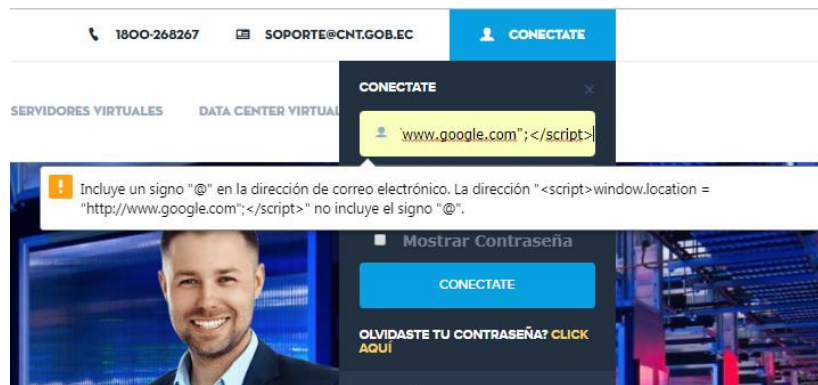 1800-268267 SOPORTE@CNT.GOB.EC CONECTATE
CONECTATE ×
SERVIDORES VIRTUALES DATA CENTER VIRTUAL
www.google.com";</script>
Incluye un signo "@" en la dirección de correo electrónico. La dirección "<script>window.location =
"http://www.google.com";</script>" no incluye el signo "@".
Mostrar Contraseña
CONECTATE
OLVIDASTE TU CONTRASEÑA? CLICK
AQUÍ